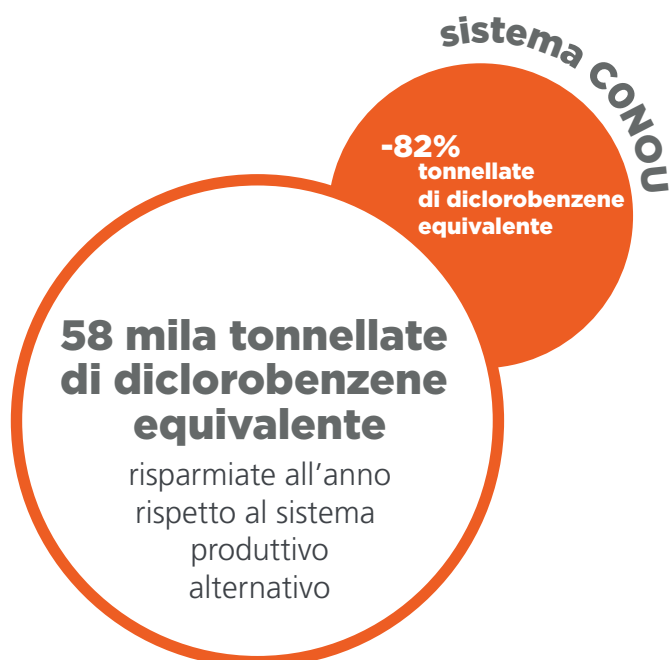 sistema CONOU
-82%
tonnellate
di diclorobenzene
equivalente
58 mila tonnellate
di diclorobenzene
equivalente
risparmiate all’anno
rispetto al sistema
produttivo
alternativo